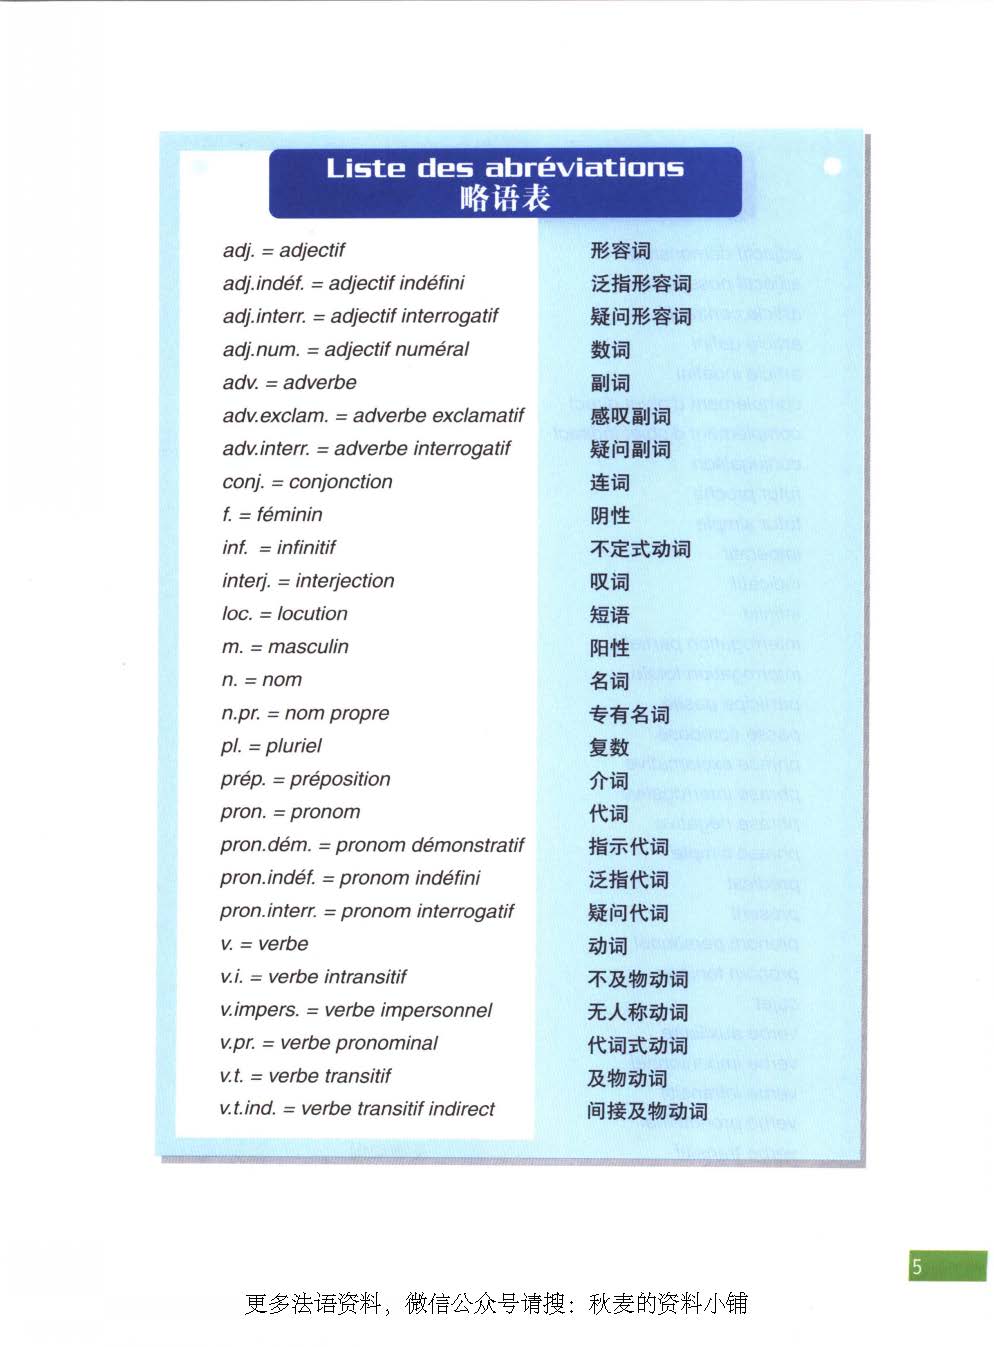 Liste des abréviations
略语表
adj. = adjectif 形容词
adj.indéf. = adjectif indéfini 泛指形容词
adj.interr. = adjectif interrogatif 疑问形容词
adj.num. = adjectif numéral 数词
adv. = adverbe 副词
adv.exclam. = adverbe exclamatif 感叹副词
adv.interr. = adverbe interrogatif 疑问副词
conj. = conjonction 连词
f. = féminin 阴性
inf. = infinitif 不定式动词
interj. = interjection 叹词
loc. = locution 短语
m. = masculin 阳性
n. = nom 名词
n.pr. = nom propre 专有名词
pl. = pluriel 复数
prép. = préposition 介词
pron. = pronom 代词
pron.dém. = pronom démonstratif 指示代词
pron.indéf. = pronom indéfini 泛指代词
pron.interr. = pronom interrogatif 疑问代词
v. = verbe 动词
v.i. = verbe intransitif 不及物动词
v.impers. = verbe impersonnel 无人称动词
v.pr. = verbe pronominal 代词式动词
v.t. = verbe transitif 及物动词
v.t.ind. = verbe transitif indirect 间接及物动词
5
更多法语资料，微信公众号请搜：秋麦的资料小铺